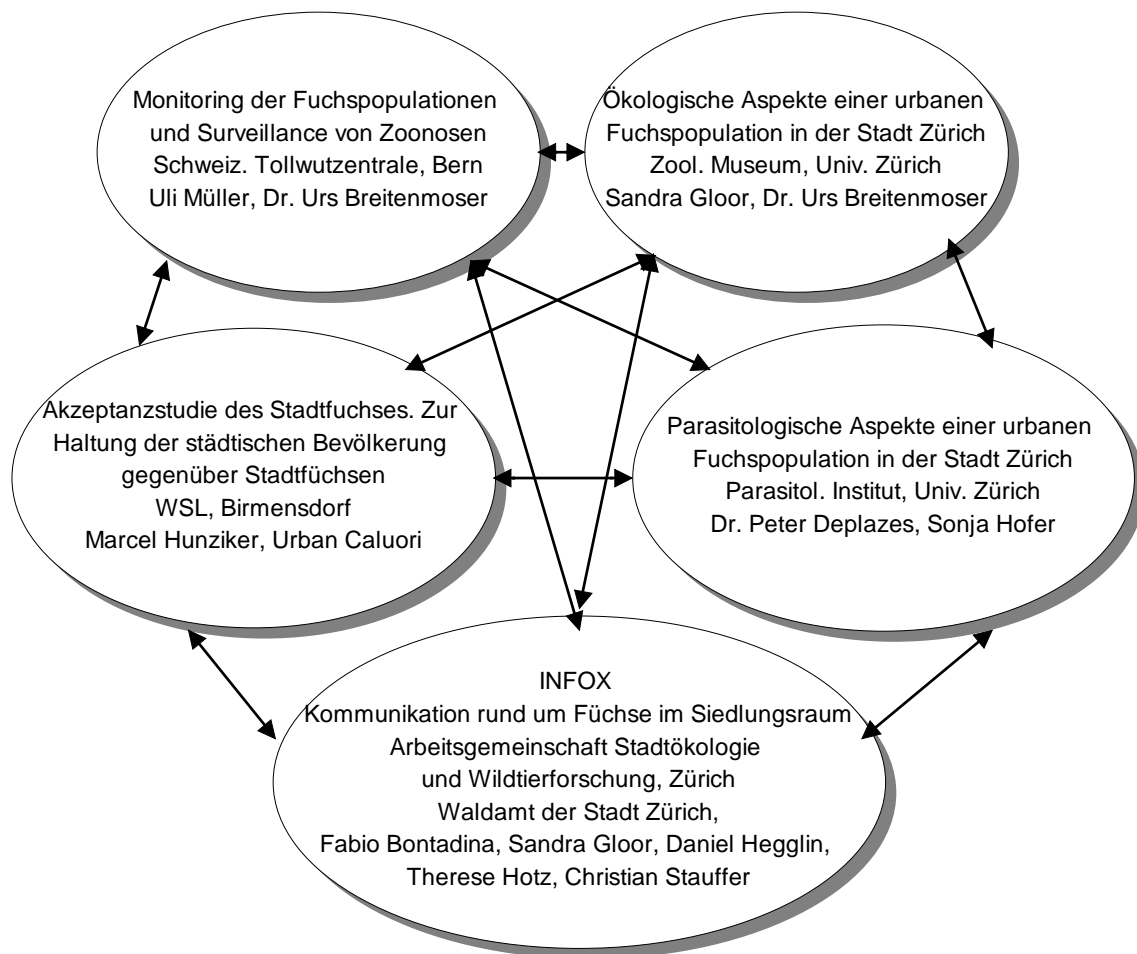 Monitoring der Fuchspopulationen
und Surveillance von Zoonosen
Schweiz. Tollwutzentrale, Bern
Uli Müller, Dr. Urs Breitenmoser
Ökologische Aspekte einer urbanen
Fuchspopulation in der Stadt Zürich
Zool. Museum, Univ. Zürich
Sandra Gloor, Dr. Urs Breitenmoser
Akzeptanzstudie des Stadtfuchses. Zur
Haltung der städtischen Bevölkerung
gegenüber Stadtfüchsen
WSL, Birmensdorf
Marcel Hunziker, Urban Caluori
Parasitologische Aspekte einer urbanen
Fuchspopulation in der Stadt Zürich
Parasitol. Institut, Univ. Zürich
Dr. Peter Deplazes, Sonja Hofer
INFOX
Kommunikation rund um Füchse im Siedlungsraum
Arbeitsgemeinschaft Stadtökologie
und Wildtierforschung, Zürich
Waldamt der Stadt Zürich,
Fabio Bontadina, Sandra Gloor, Daniel Hegglin,
Therese Hotz, Christian Stauffer